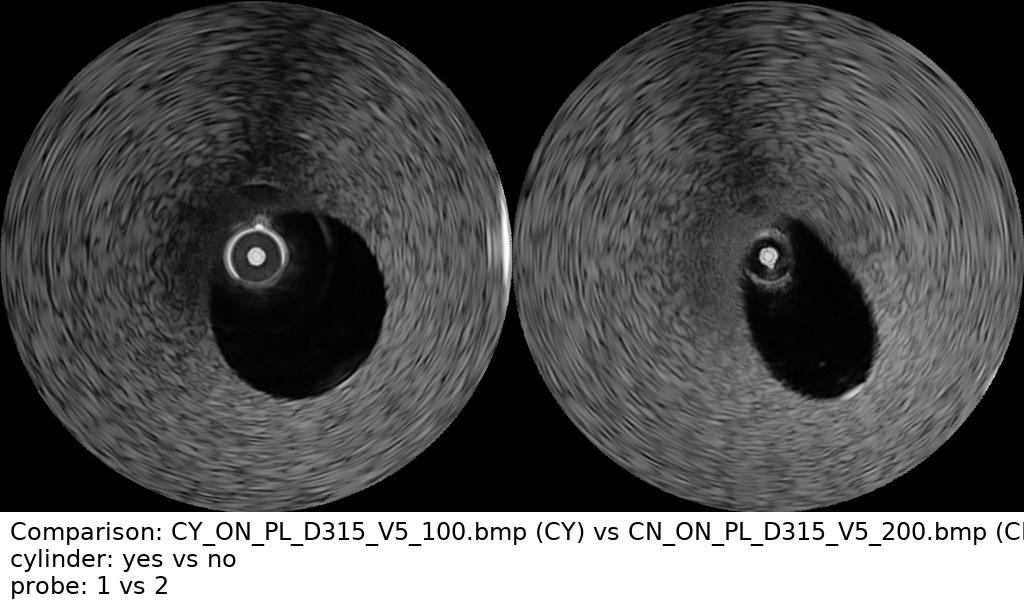 Comparison: CY_ON_PL_D315_V5_100.bmp (CY) vs CN_ON_PL_D315_V5_200.bmp
cylinder: yes vs no
probe: 1 vs 2